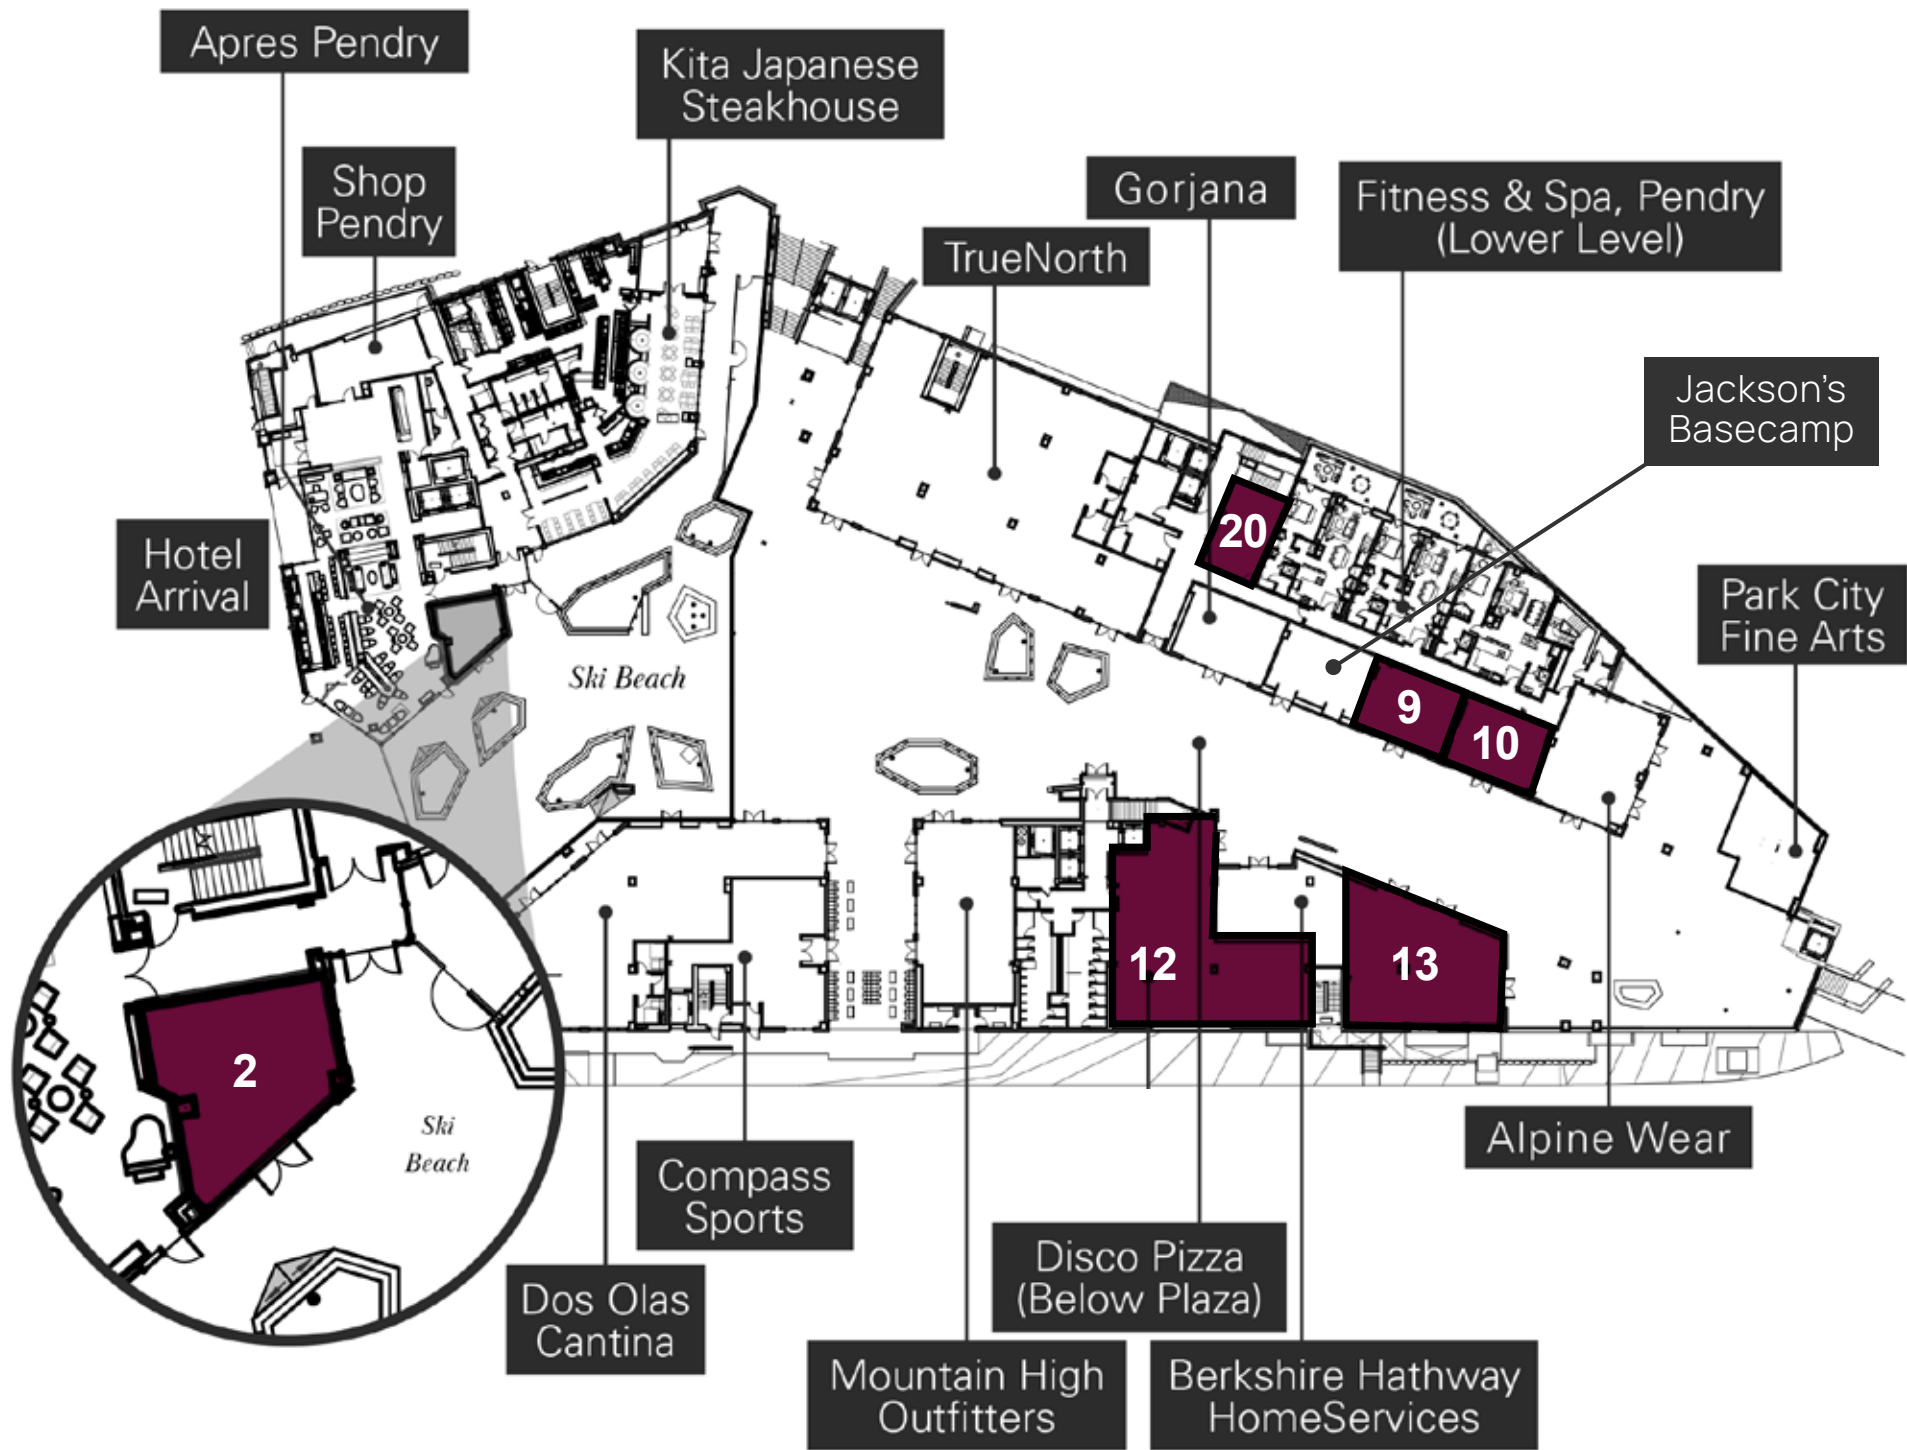 Apres Pendry
Kita Japanese
Steakhouse
Shop
Pendry
Gorjana
Fitness & Spa, Pendry
(Lower Level)
TrueNorth
Jackson's
Basecamp
Hotel
Arrival
20
Park City
Fine Arts
Ski Beach
9
10
12
13
2
Ski
Beach
Alpine Wear
Compass
Sports
Disco Pizza
(Below Plaza)
Dos Olas
Cantina
Mountain High
Outfitters
Berkshire Hathway
HomeServices